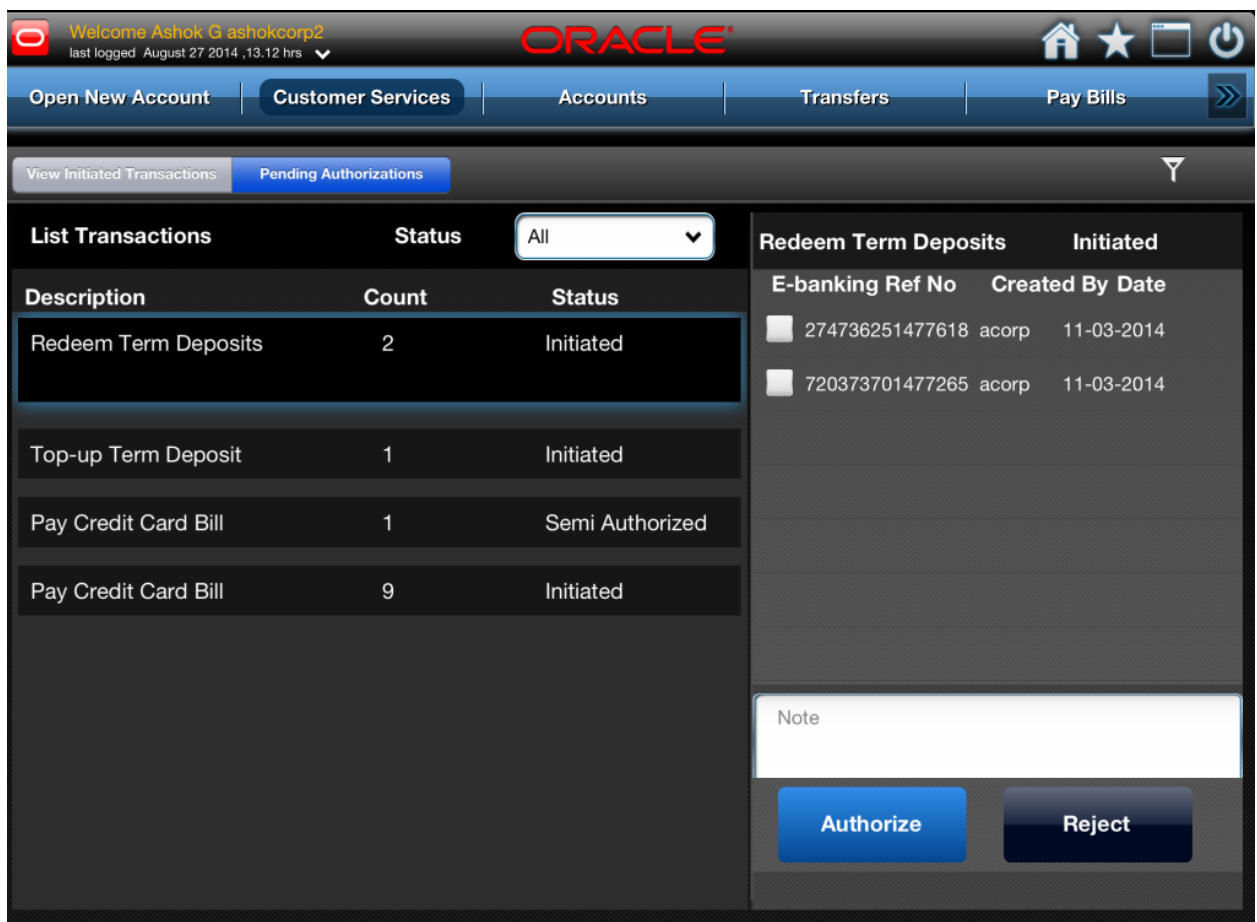 Welcome Ashok G ashokcorp2
last logged August 27 2014 ,13.12 hrs
ORACLE
Open New Account Customer Services Accounts Transfers Pay Bills
View Initiated Transactions Pending Authorizations
List Transactions Status All
Description Count Status
Redeem Term Deposits 2 Initiated
Top-up Term Deposit 1 Initiated
Pay Credit Card Bill 1 Semi Authorized
Pay Credit Card Bill 9 Initiated
Redeem Term Deposits Initiated
E-banking Ref No Created By Date
274736251477618 acorp 11-03-2014
720373701477265 acorp 11-03-2014
Note
Authorize Reject